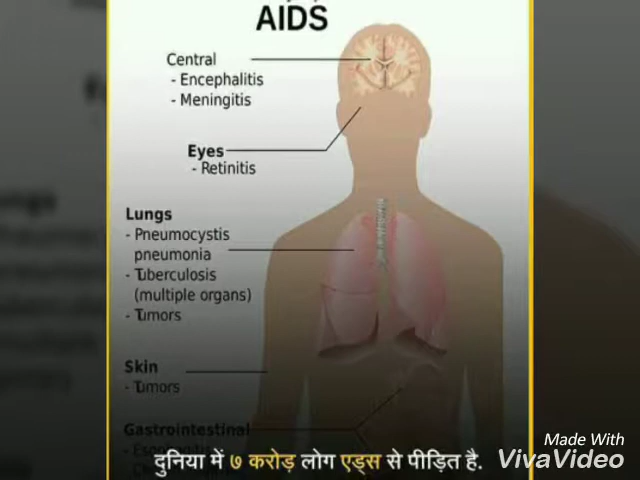 AIDS
Central
- Encephalitis
- Meningitis
Eyes
- Retinitis
Lungs
- Pneumocystis
pneumonia
- Tuberculosis
(multiple organs)
- Tumors
Skin
- Tumors
Gastrointestinal
दुनिया में ७ करोड़ लोग एड्स से पीड़ित है.
Made With
VivaVideo